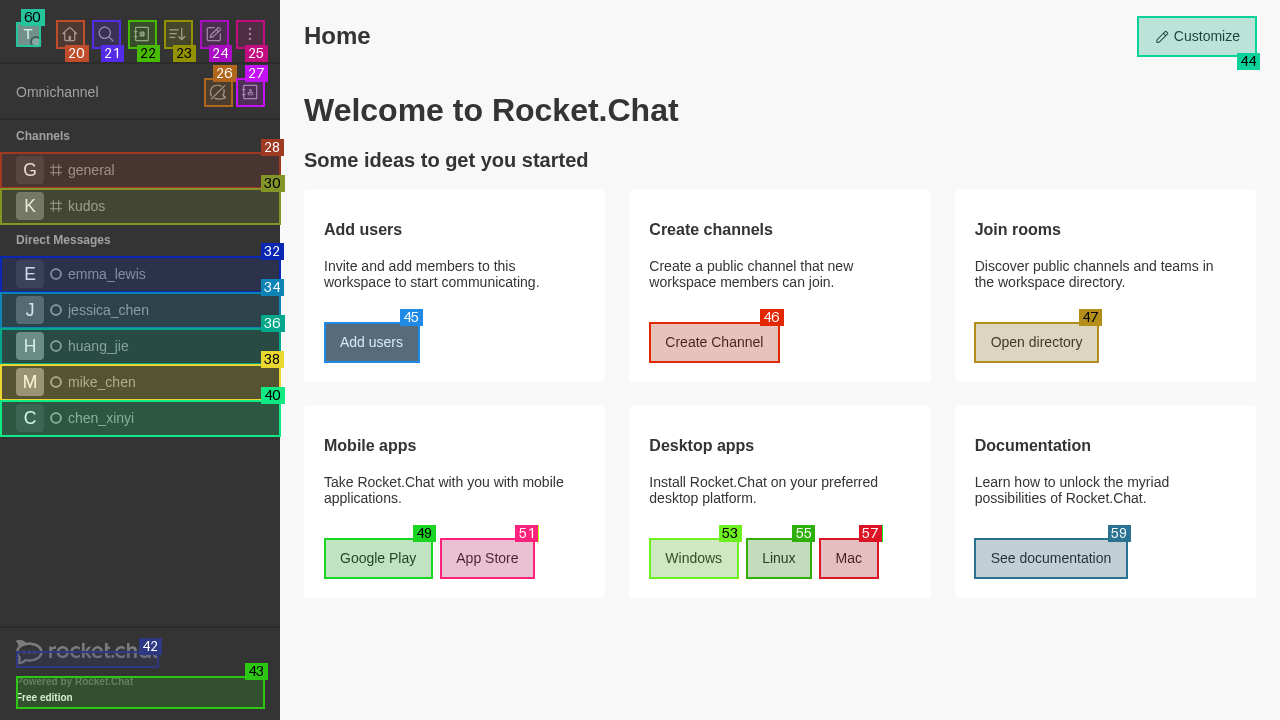 60
T
20
21
22
23
24
25
Omnichannel
26
27
Channels
28
G general
30
K kudos
Direct Messages
32
E emma_lewis
34
J jessica_chen
36
H huang_jie
38
M mike_chen
40
C chen_xinyi
rocket.chat
42
43
Powered by Rocket.Chat
Free edition
Home
Customize
44
Welcome to Rocket.Chat
Some ideas to get you started
Add users
Invite and add members to this
workspace to start communicating.
45
Add users
Create channels
Create a public channel that new
workspace members can join.
46
Create Channel
Join rooms
Discover public channels and teams in
the workspace directory.
47
Open directory
Mobile apps
Take Rocket.Chat with you with mobile
applications.
49
51
Google Play
App Store
Desktop apps
Install Rocket.Chat on your preferred
desktop platform.
53
55
57
Windows
Linux
Mac
Documentation
Learn how to unlock the myriad
possibilities of Rocket.Chat.
59
See documentation